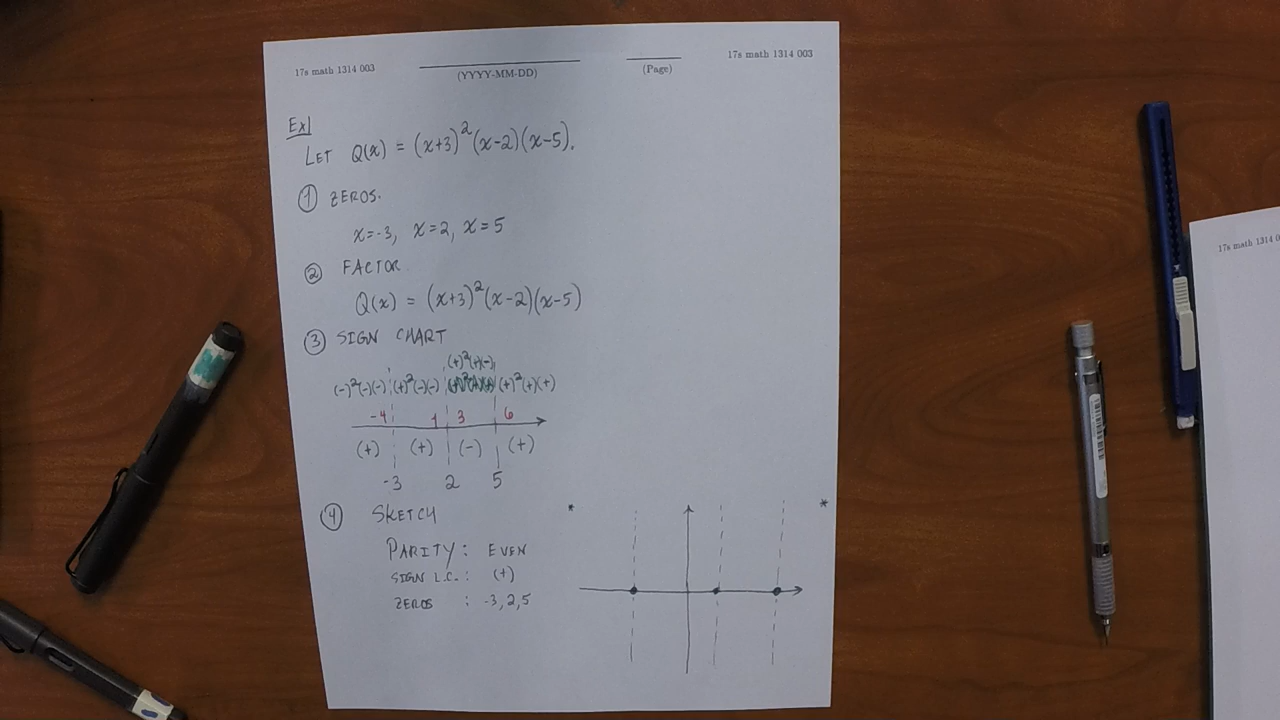 17s math 1314 003 (YYYY-MM-DD) (Page) 17s math 1314 003
Ex1
LET Q(x) = (x+3)²(x-2)(x-5).
① ZEROS.
x=-3, x=2, x=5
② FACTOR
Q(x) = (x+3)²(x-2)(x-5)
③ SIGN CHART
(+)²(+)(-)
(-)²(-)(-) (+)²(-)(-) (+)²(+)(+)
-4 1 3 6
(+) (+) (-) (+)
-3 2 5
④ SKETCH
* *
PARITY: EVEN
SIGN L.C.: (+)
ZEROS : -3, 2, 5
17s math 1314 0